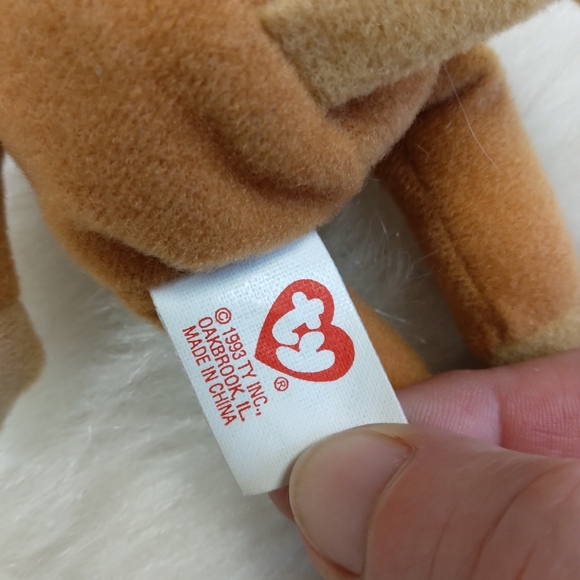 ty
®
© 1993 TY INC.,
OAKBROOK, IL.
MADE IN CHINA